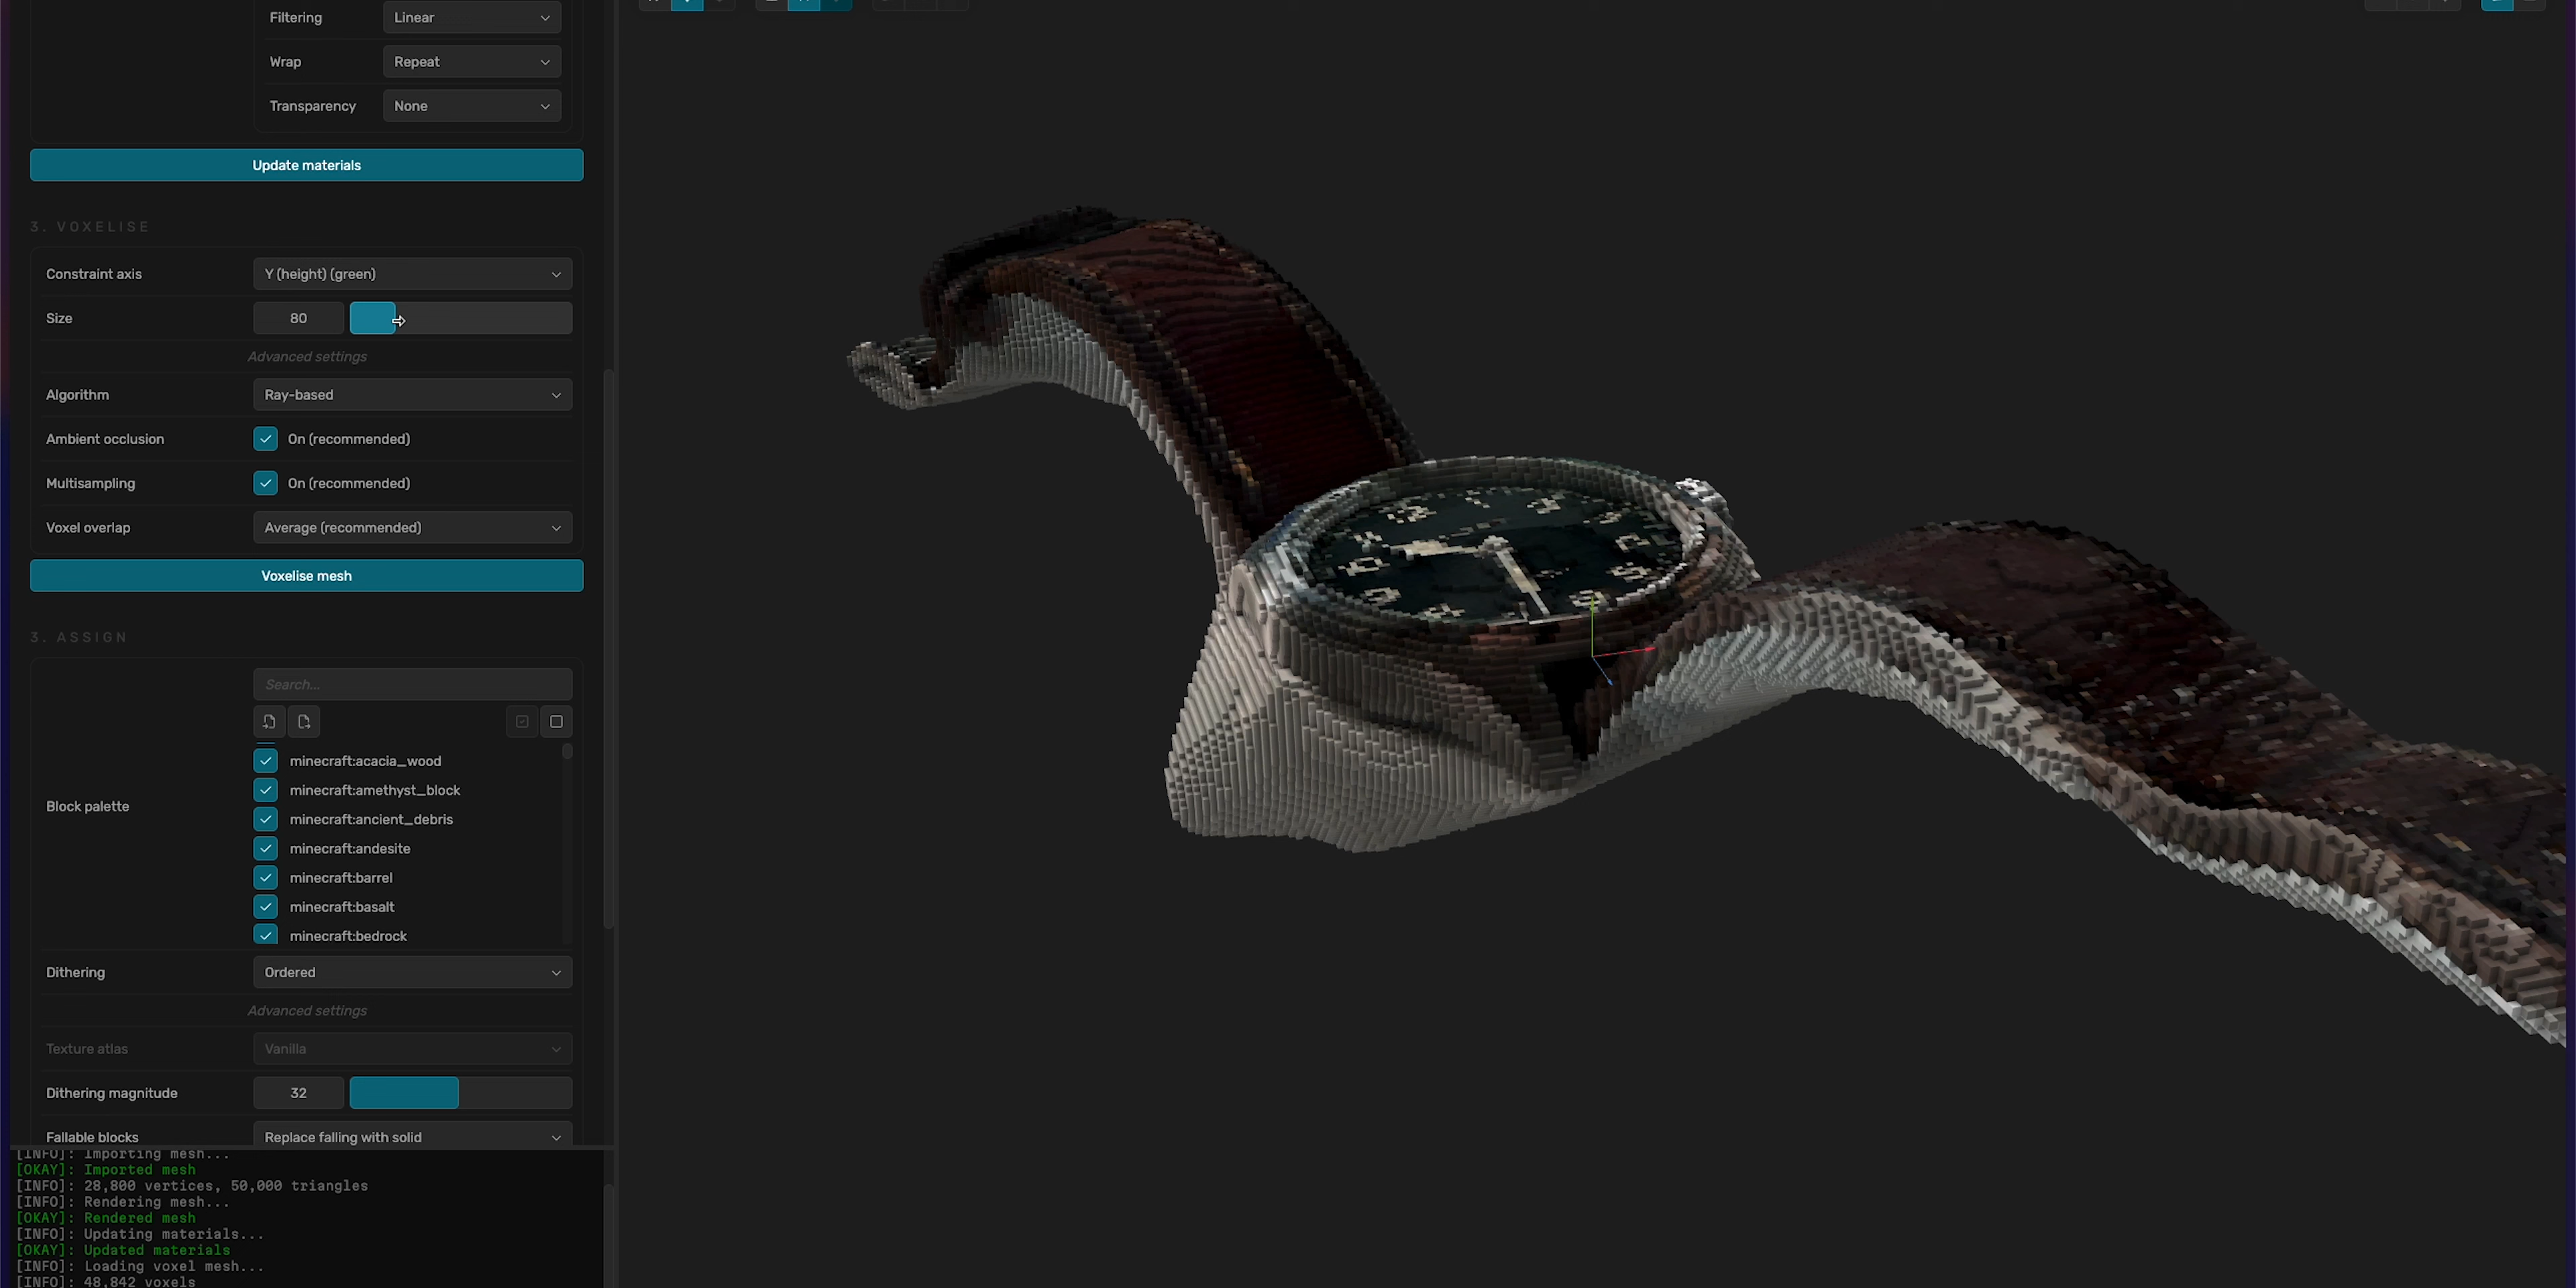 Filtering Linear
Wrap Repeat
Transparency None
Update materials
3. VOXELISE
Constraint axis Y (height) (green)
Size 80
Advanced settings
Algorithm Ray-based
Ambient occlusion On (recommended)
Multisampling On (recommended)
Voxel overlap Average (recommended)
Voxelise mesh
3. ASSIGN
Search...
minecraft:acacia_wood
minecraft:amethyst_block
Block palette
minecraft:ancient_debris
minecraft:andesite
minecraft:barrel
minecraft:basalt
minecraft:bedrock
Dithering Ordered
Advanced settings
Texture atlas Vanilla
Dithering magnitude 32
Fallable blocks Replace falling with solid
[INFO]: Importing mesh...
[OKAY]: Imported mesh
[INFO]: 28,800 vertices, 50,000 triangles
[INFO]: Rendering mesh...
[OKAY]: Rendered mesh
[INFO]: Updating materials...
[OKAY]: Updated materials
[INFO]: Loading voxel mesh...
[INFO]: 48,842 voxels